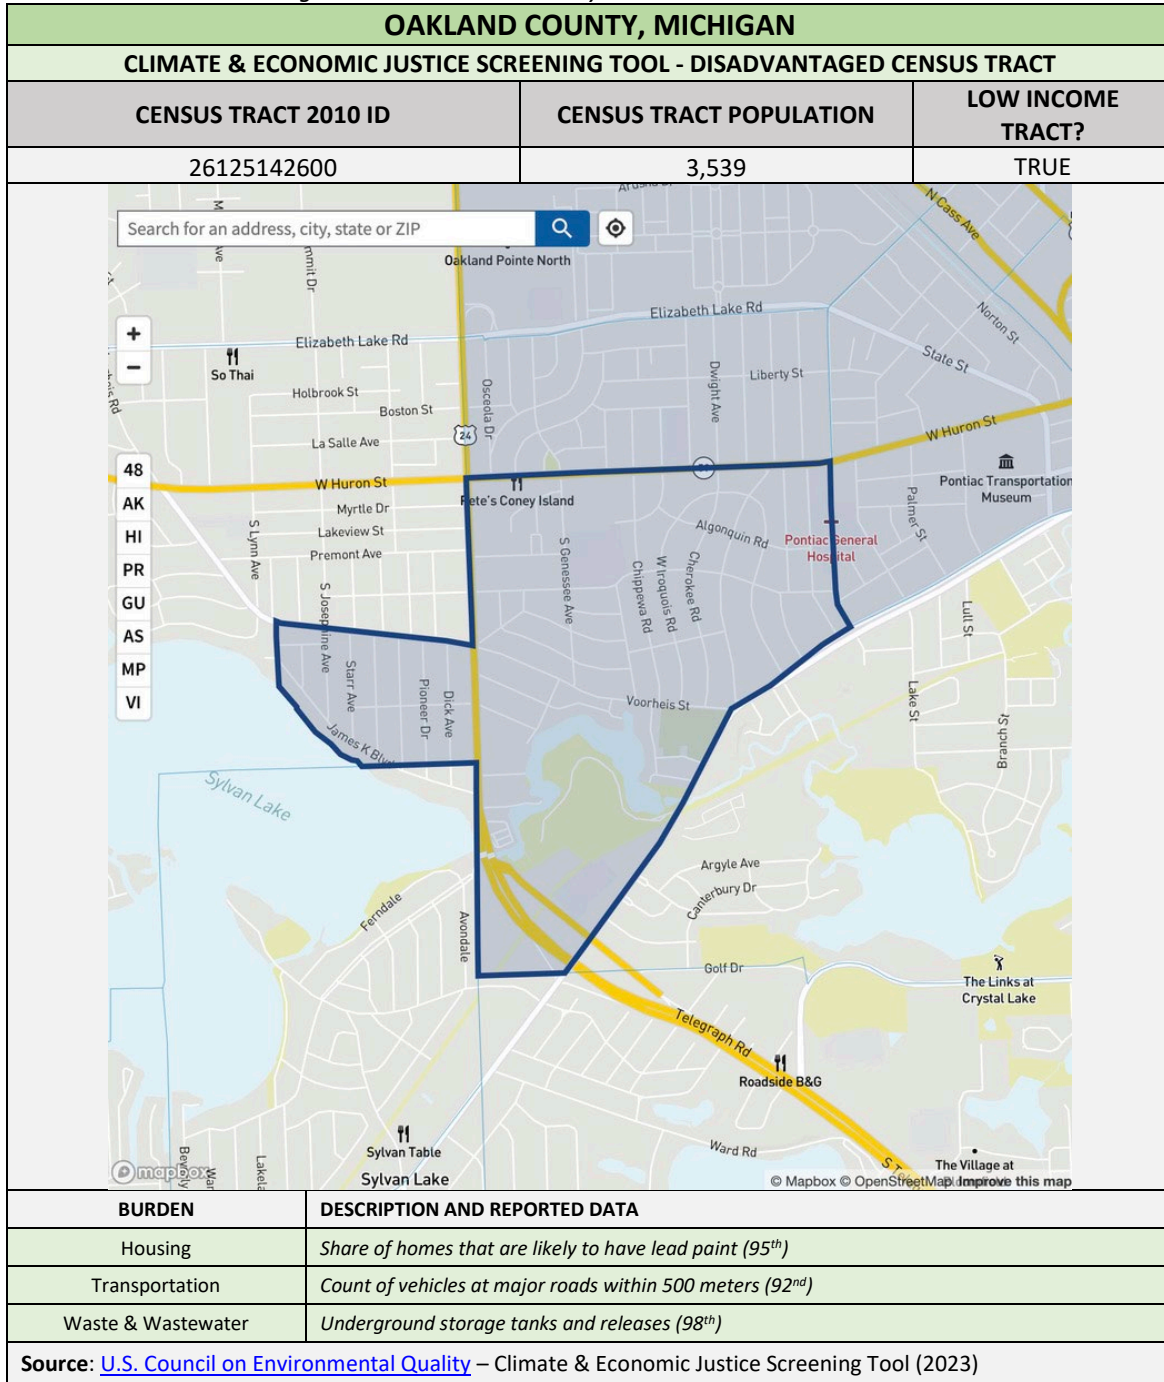 OAKLAND COUNTY, MICHIGAN
CLIMATE & ECONOMIC JUSTICE SCREENING TOOL - DISADVANTAGED CENSUS TRACT
CENSUS TRACT 2010 ID
CENSUS TRACT POPULATION
LOW INCOME
TRACT?
26125142600
3,539
TRUE
Search for an address, city, state or ZIP
N Cass Ave
Oakland Pointe North
Elizabeth Lake Rd
Elizabeth Lake Rd
Norton St
State St
So Thai
Holbrook St
Boston St
La Salle Ave
Osceola Dr
24
Dwight Ave
Liberty St
W Huron St
W Huron St
Pete's Coney Island
Pontiac Transportation
Museum
Myrtle Dr
Lakeview St
Premont Ave
S Lynn Ave
S Josephine Ave
S Genessee Ave
Algonquin Rd
Pontiac General
Hospital
Palmer St
Chippewa Rd
W Iroquois Rd
Cherokee Rd
Lull St
+
−
48
AK
HI
PR
GU
AS
MP
VI
Starr Ave
Pioneer Dr
Dick Ave
James K Blvd
Voorheis St
Lake St
Branch St
Sylvan Lake
Argyle Ave
Canterbury Dr
Ferndale
Avondale
Golf Dr
The Links at
Crystal Lake
Telegraph Rd
Roadside B&G
Ward Rd
Sylvan Table
Sylvan Lake
The Village at
mapbox
© Mapbox © OpenStreetMap Improve this map
BURDEN
DESCRIPTION AND REPORTED DATA
Housing
Share of homes that are likely to have lead paint (95th)
Transportation
Count of vehicles at major roads within 500 meters (92nd)
Waste & Wastewater
Underground storage tanks and releases (98th)
Source: U.S. Council on Environmental Quality – Climate & Economic Justice Screening Tool (2023)